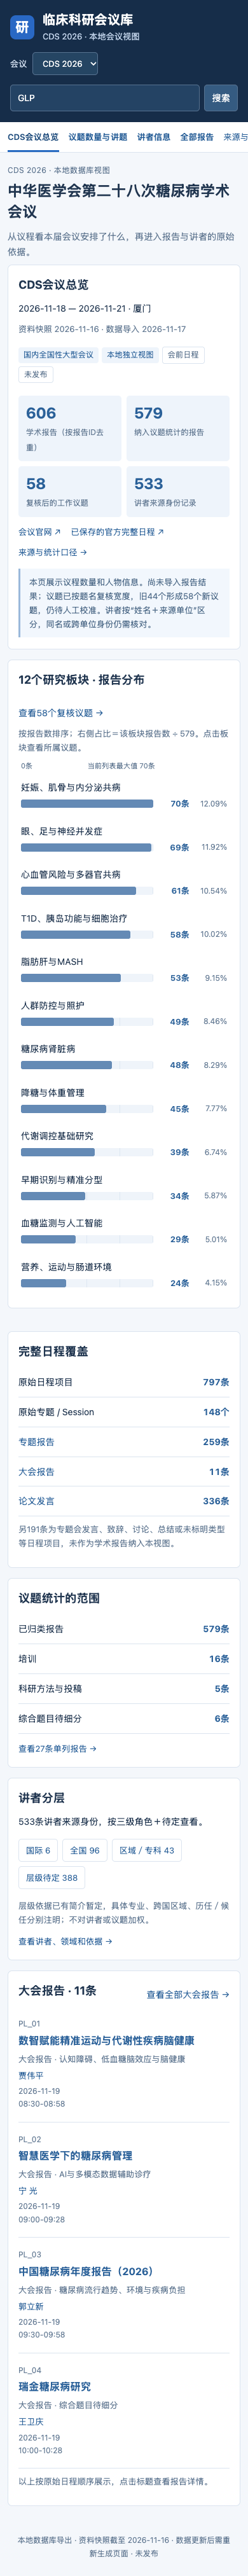 研
临床科研会议库
CDS 2026 · 本地会议视图
会议
CDS 2026
GLP
搜索
CDS会议总览 议题数量与讲题 讲者信息 全部报告 来源与
CDS 2026 · 本地数据库视图
中华医学会第二十八次糖尿病学术
会议
从议程看本届会议安排了什么，再进入报告与讲者的原始
依据。
CDS会议总览
2026-11-18 — 2026-11-21 · 厦门
资料快照 2026-11-16 · 数据导入 2026-11-17
国内全国性大型会议 本地独立视图 会前日程
未发布
606
学术报告（按报告ID去
重）
579
纳入议题统计的报告
58
复核后的工作议题
533
讲者来源身份记录
会议官网 ↗ 已保存的官方完整日程 ↗
来源与统计口径 →
本页展示议程数量和人物信息。尚未导入报告结
果；议题已按题名复核宽度，旧44个形成58个新议
题，仍待人工校准。讲者按“姓名＋来源单位”区
分，同名或跨单位身份仍需核对。
12个研究板块 · 报告分布
查看58个复核议题 →
按报告数排序；右侧占比＝该板块报告数 ÷ 579。点击板
块查看所属议题。
0条 当前列表最大值 70条
妊娠、肌骨与内分泌共病
70条 12.09%
眼、足与神经并发症
69条 11.92%
心血管风险与多器官共病
61条 10.54%
T1D、胰岛功能与细胞治疗
58条 10.02%
脂肪肝与MASH
53条 9.15%
人群防控与照护
49条 8.46%
糖尿病肾脏病
48条 8.29%
降糖与体重管理
45条 7.77%
代谢调控基础研究
39条 6.74%
早期识别与精准分型
34条 5.87%
血糖监测与人工智能
29条 5.01%
营养、运动与肠道环境
24条 4.15%
完整日程覆盖
原始日程项目 797条
原始专题 / Session 148个
专题报告 259条
大会报告 11条
论文发言 336条
另191条为专题会发言、致辞、讨论、总结或未标明类型
等日程项目，未作为学术报告纳入本视图。
议题统计的范围
已归类报告 579条
培训 16条
科研方法与投稿 5条
综合题目待细分 6条
查看27条单列报告 →
讲者分层
533条讲者来源身份，按三级角色＋待定查看。
国际 6 全国 96 区域 / 专科 43
层级待定 388
层级依据已有简介暂定，具体专业、跨国区域、历任 / 候
任分别注明；不对讲者或议题加权。
查看讲者、领域和依据 →
大会报告 · 11条 查看全部大会报告 →
PL_01
数智赋能精准运动与代谢性疾病脑健康
大会报告 · 认知障碍、低血糖脑效应与脑健康
贾伟平
2026-11-19
08:30-08:58
PL_02
智慧医学下的糖尿病管理
大会报告 · AI与多模态数据辅助诊疗
宁 光
2026-11-19
09:00-09:28
PL_03
中国糖尿病年度报告（2026）
大会报告 · 糖尿病流行趋势、环境与疾病负担
郭立新
2026-11-19
09:30-09:58
PL_04
瑞金糖尿病研究
大会报告 · 综合题目待细分
王卫庆
2026-11-19
10:00-10:28
以上按原始日程顺序展示，点击标题查看报告详情。
本地数据库导出 · 资料快照截至 2026-11-16 · 数据更新后需重
新生成页面 · 未发布